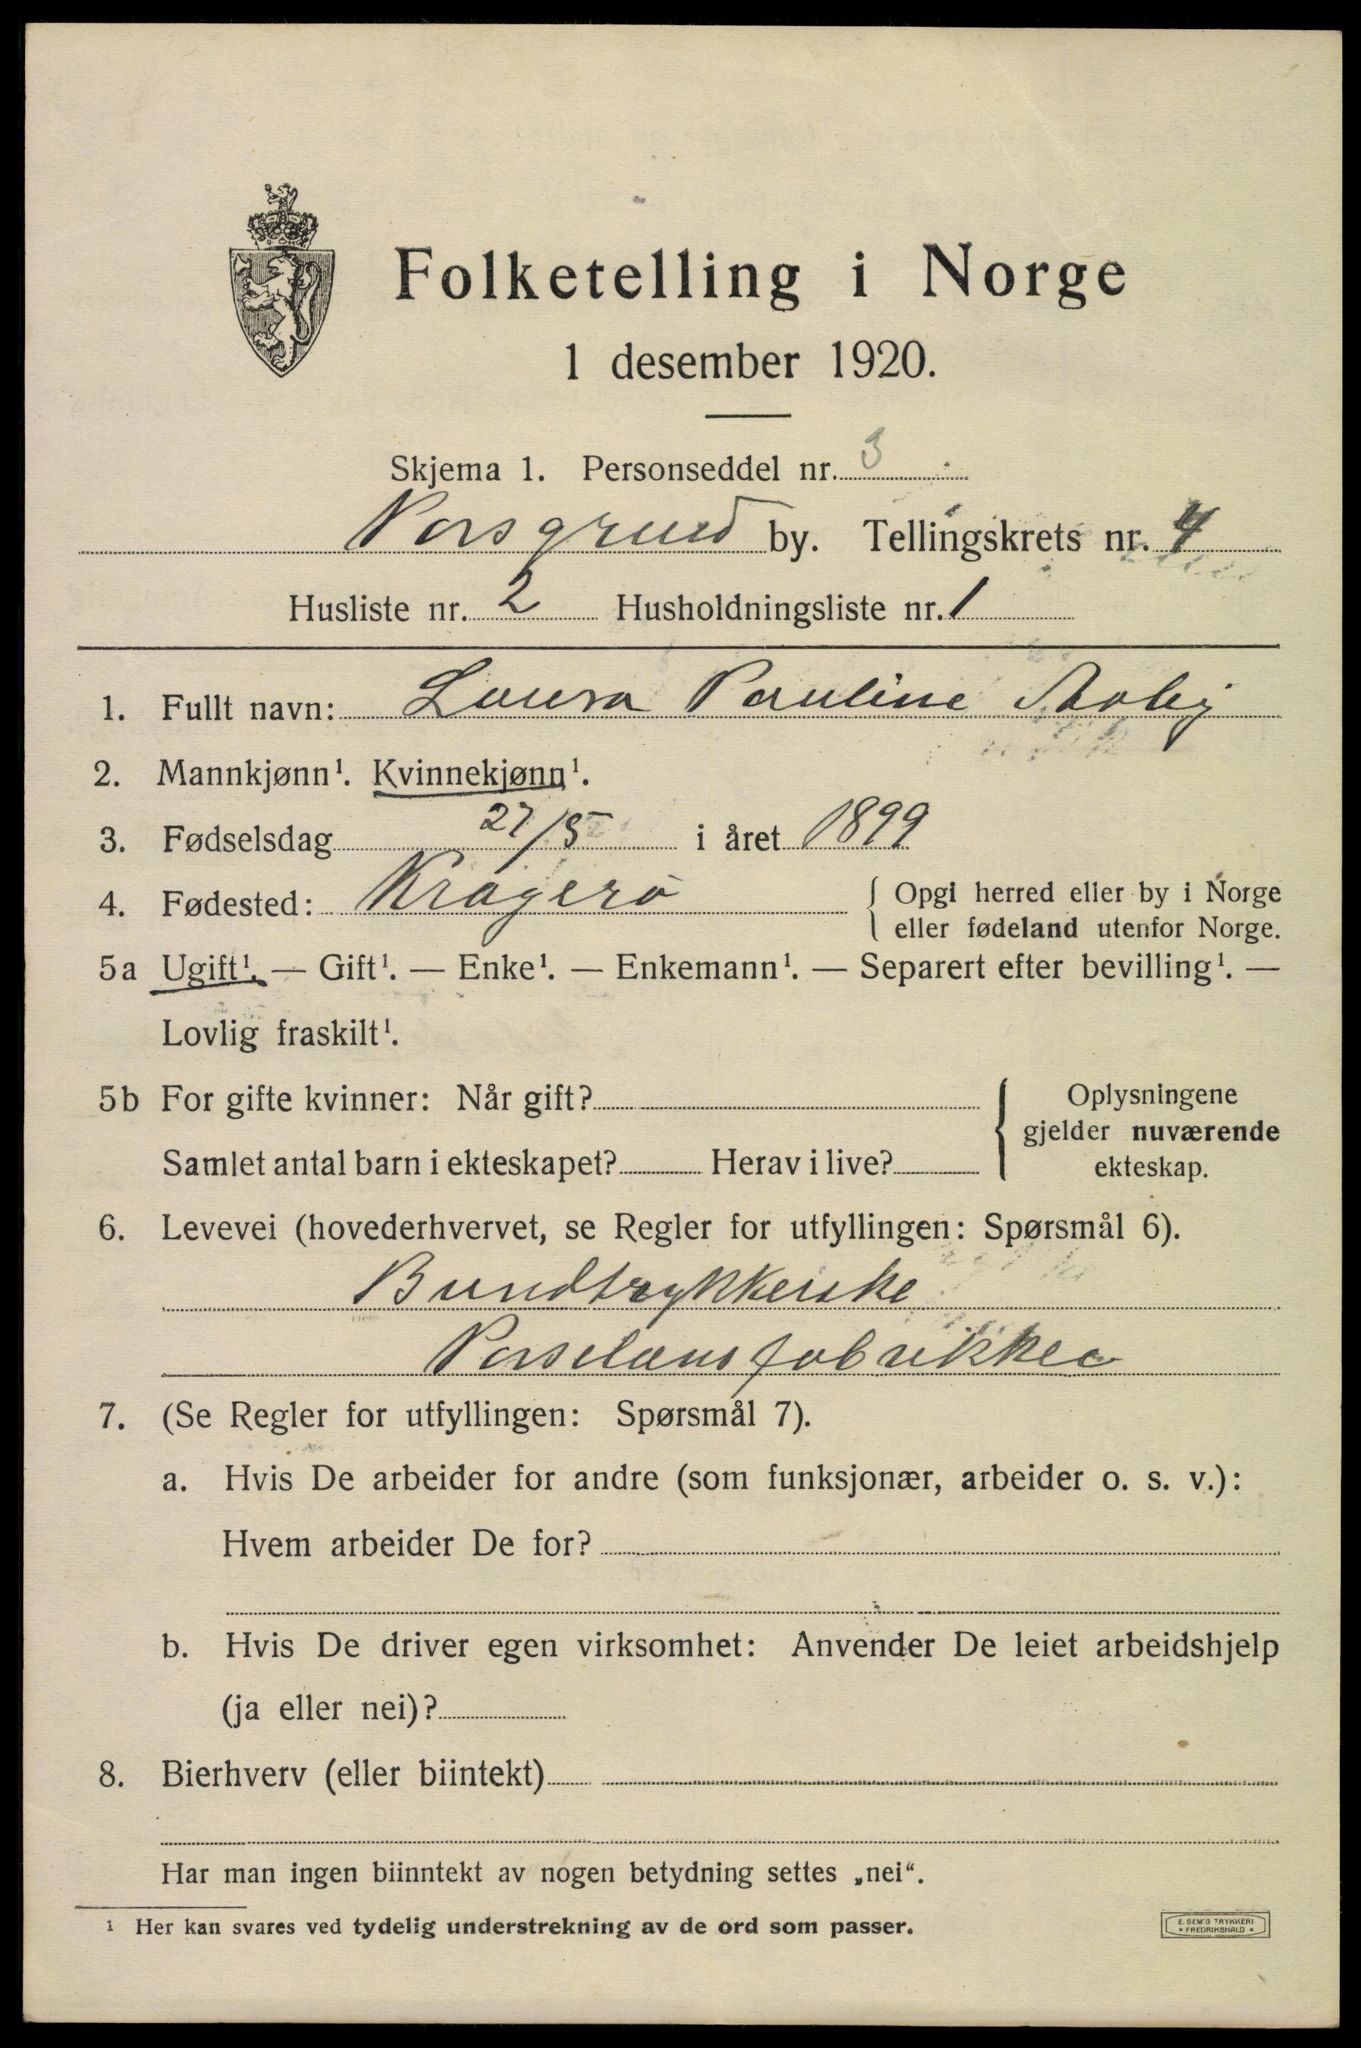 Folketelling i Norge
1 desember 1920.
Skjema 1. Personseddel nr. 3
Porsgrund by. Tellingskrets nr. 4
Husliste nr. 2 Husholdningsliste nr. 1
1. Fullt navn: Laura Pauline Aaby
2. Mannkjønn¹. Kvinnekjønn¹.
3. Fødselsdag 27/5 i året 1899
4. Fødested: Kragerö { Opgi herred eller by i Norge
eller fødeland utenfor Norge.
5a Ugift¹. — Gift¹. — Enke¹. — Enkemann¹. — Separert efter bevilling¹. —
Lovlig fraskilt¹.
5b For gifte kvinner: Når gift? { Oplysningene
gjelder nuværende
Samlet antal barn i ekteskapet? Herav i live? ekteskap.
6. Levevei (hovederhvervet, se Regler for utfyllingen: Spørsmål 6).
Bundtrykkerske
Porselænsfabrikken
7. (Se Regler for utfyllingen: Spørsmål 7).
a. Hvis De arbeider for andre (som funksjonær, arbeider o. s. v.):
Hvem arbeider De for?
b. Hvis De driver egen virksomhet: Anvender De leiet arbeidshjelp
(ja eller nei)?
8. Bierhverv (eller biintekt)
Har man ingen biinntekt av nogen betydning settes „nei“.
¹ Her kan svares ved tydelig understrekning av de ord som passer.
E. SEM'S TRYKKERI
* FREDRIKSHALD *